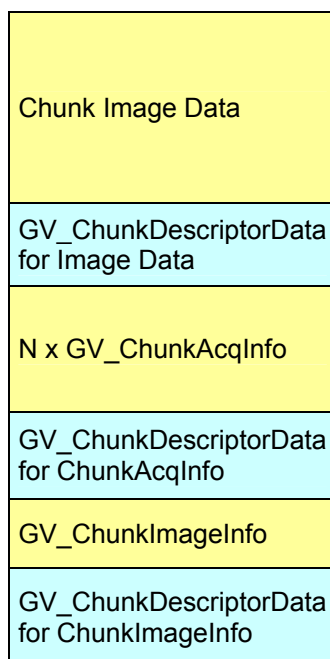 Chunk Image Data
GV_ChunkDescriptorData
for Image Data
N x GV_ChunkAcqInfo
GV_ChunkDescriptorData
for ChunkAcqInfo
GV_ChunkImageInfo
GV_ChunkDescriptorData
for ChunkImageInfo